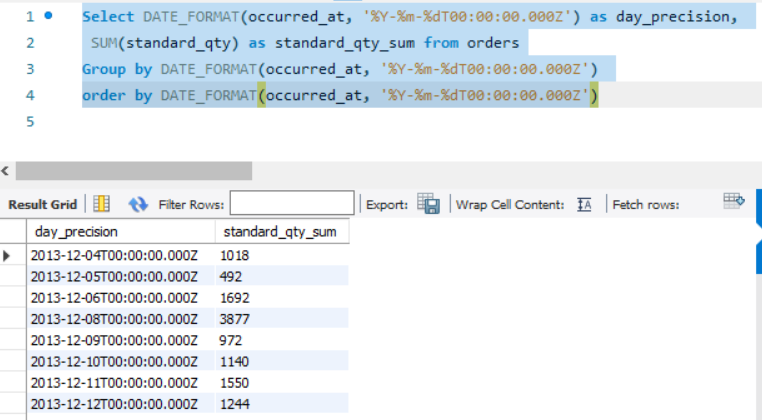 1 Select DATE_FORMAT(occurred_at, '%Y-%m-%dT00:00:00.000Z') as day_precision,
2 SUM(standard_qty) as standard_qty_sum from orders
3 Group by DATE_FORMAT(occurred_at, '%Y-%m-%dT00:00:00.000Z')
4 order by DATE_FORMAT(occurred_at, '%Y-%m-%dT00:00:00.000Z')
5
Result Grid Filter Rows: Export: Wrap Cell Content: Fetch rows:
day_precision standard_qty_sum
2013-12-04T00:00:00.000Z 1018
2013-12-05T00:00:00.000Z 492
2013-12-06T00:00:00.000Z 1692
2013-12-08T00:00:00.000Z 3877
2013-12-09T00:00:00.000Z 972
2013-12-10T00:00:00.000Z 1140
2013-12-11T00:00:00.000Z 1550
2013-12-12T00:00:00.000Z 1244